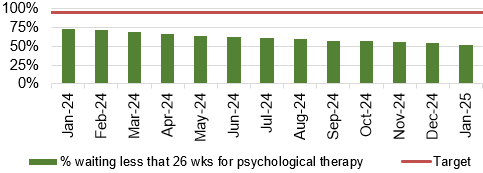 100%
75%
50%
25%
0%
Jan-24
Feb-24
Mar-24
Apr-24
May-24
Jun-24
Jul-24
Aug-24
Sep-24
Oct-24
Nov-24
Dec-24
Jan-25
% waiting less that 26 wks for psychological therapy
Target